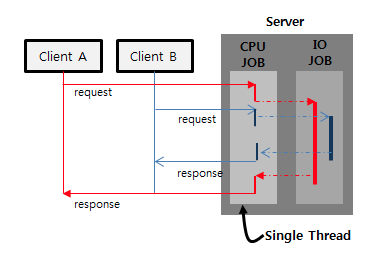 Server
Client A
Client B
CPU
JOB
IO
JOB
request
request
response
response
Single Thread